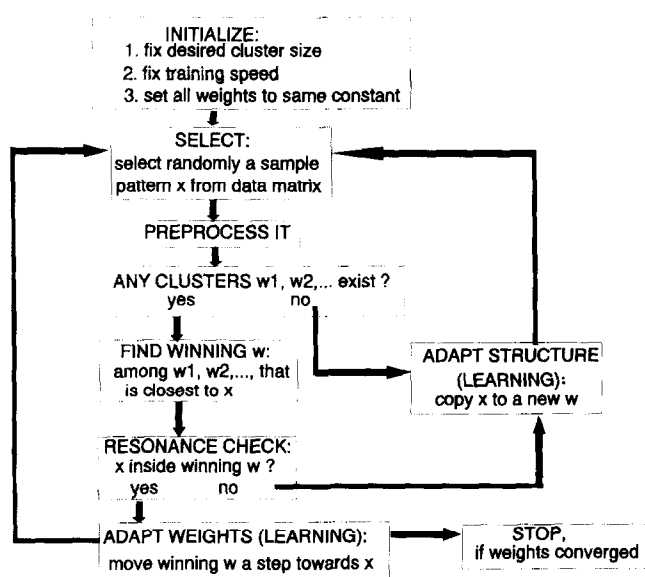 INITIALIZE:
1. fix desired cluster size
2. fix training speed
3. set all weights to same constant
SELECT:
select randomly a sample
pattern x from data matrix
PREPROCESS IT
ANY CLUSTERS w1, w2,... exist ?
yes no
FIND WINNING w:
among w1, w2,..., that
is closest to x
ADAPT STRUCTURE
(LEARNING):
copy x to a new w
RESONANCE CHECK:
x inside winning w ?
yes no
ADAPT WEIGHTS (LEARNING):
move winning w a step towards x
STOP,
if weights converged